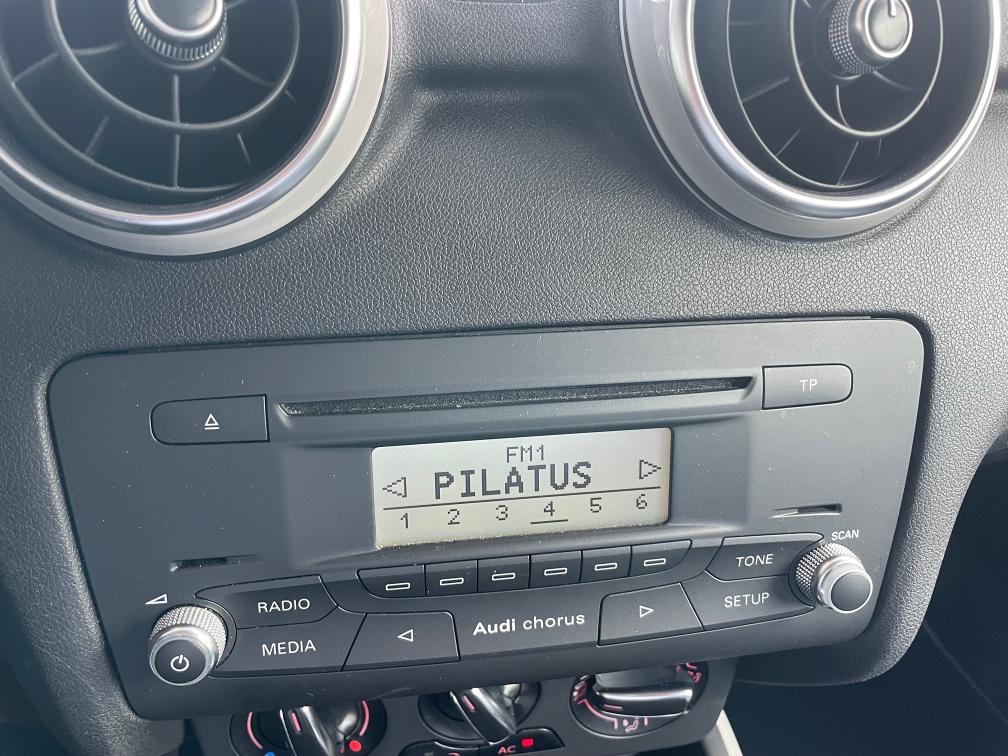 TP
FM1
PILATUS
1 2 3 4 5 6
SCAN
TONE
RADIO
SETUP
Audi chorus
MEDIA
AC